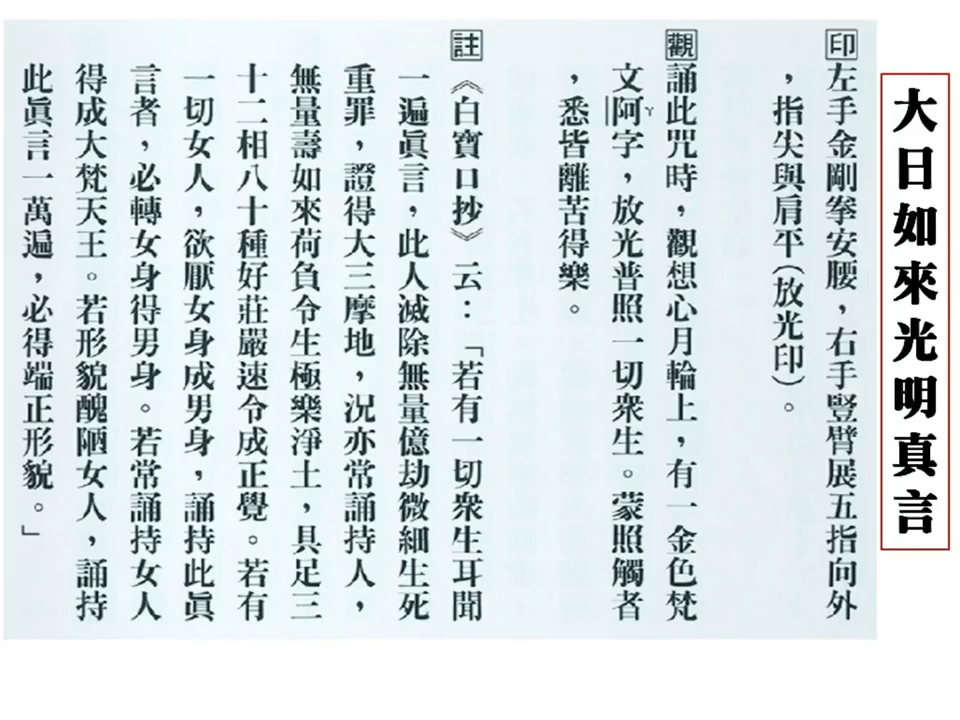 大日如來光明真言
印左手金剛拳安腰，右手豎臂展五指向外
，指尖與肩平（放光印）。
觀誦此咒時，觀想心月輪上，有一金色梵
文阿字，放光普照一切衆生。蒙照觸者
，悉皆離苦得樂。
註《白寶口抄》云：「若有一切衆生耳聞
一遍眞言，此人滅除無量億劫微細生死
重罪，證得大三摩地，況亦常誦持人，
無量壽如來荷負令生極樂淨土，具足三
十二相八十種好莊嚴速令成正覺。若有
一切女人，欲厭女身成男身，誦持此眞
言者，必轉女身得男身。若常誦持女人
得成大梵天王。若形貌醜陋女人，誦持
此眞言一萬遍，必得端正形貌。」